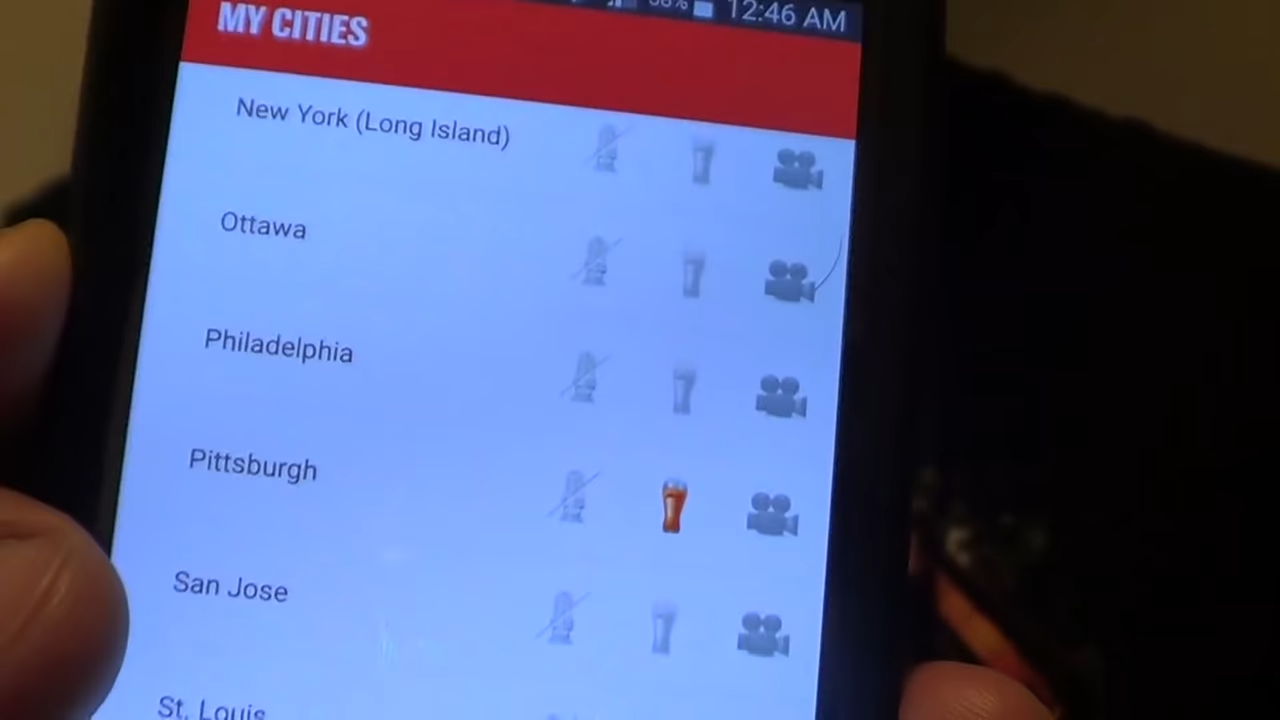 12:46 AM
MY CITIES
New York (Long Island)
Ottawa
Philadelphia
Pittsburgh
San Jose
St. Louis